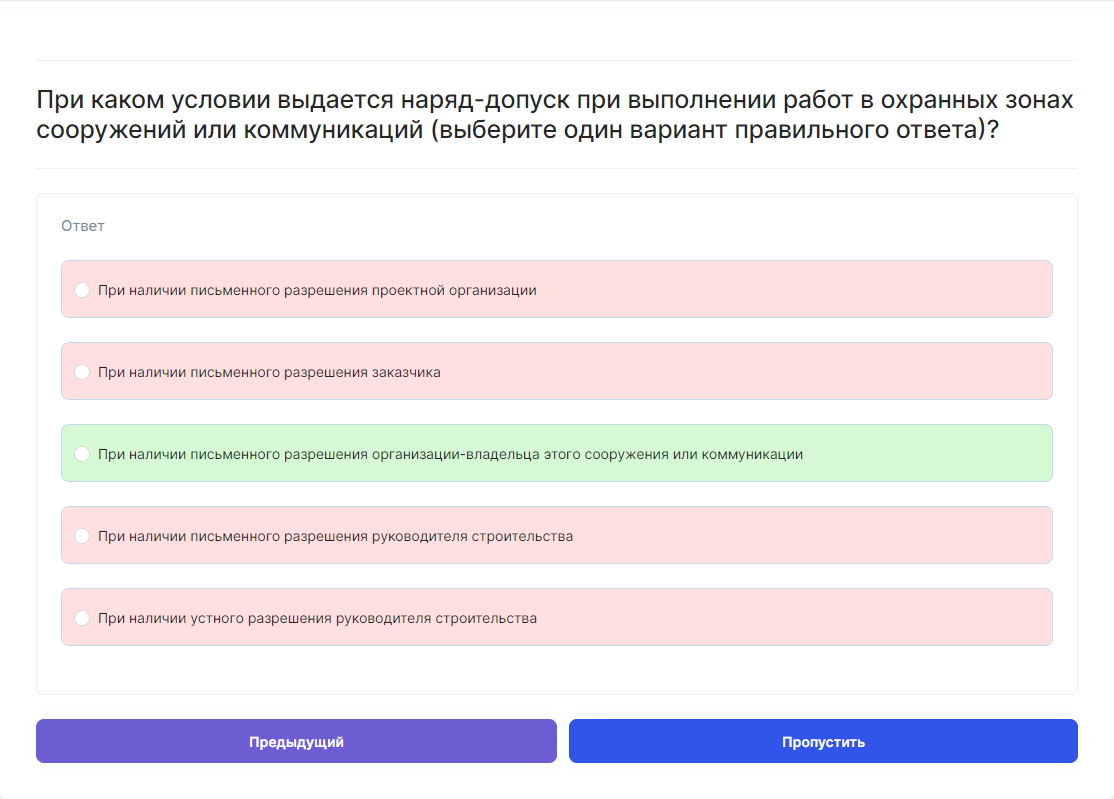 При каком условии выдается наряд-допуск при выполнении работ в охранных зонах
сооружений или коммуникаций (выберите один вариант правильного ответа)?
Ответ
При наличии письменного разрешения проектной организации
При наличии письменного разрешения заказчика
При наличии письменного разрешения организации-владельца этого сооружения или коммуникации
При наличии письменного разрешения руководителя строительства
При наличии устного разрешения руководителя строительства
Предыдущий
Пропустить